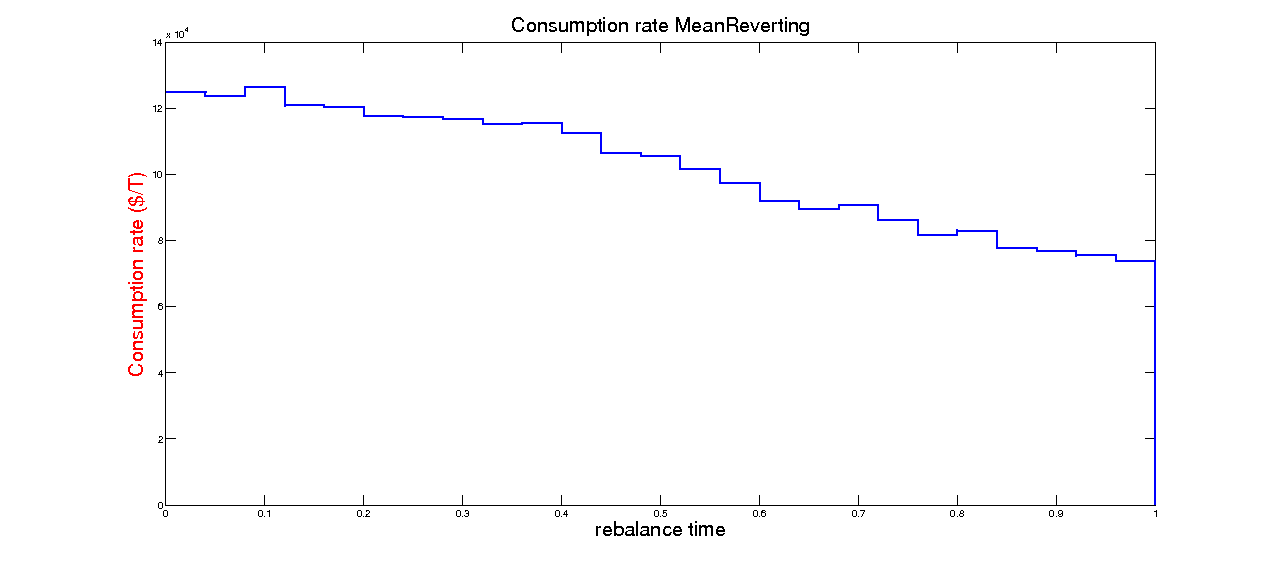 Consumption rate MeanReverting
x 10^4
14
12
10
8
6
4
2
0
Consumption rate ($/T)
0 0.1 0.2 0.3 0.4 0.5 0.6 0.7 0.8 0.9 1
rebalance time